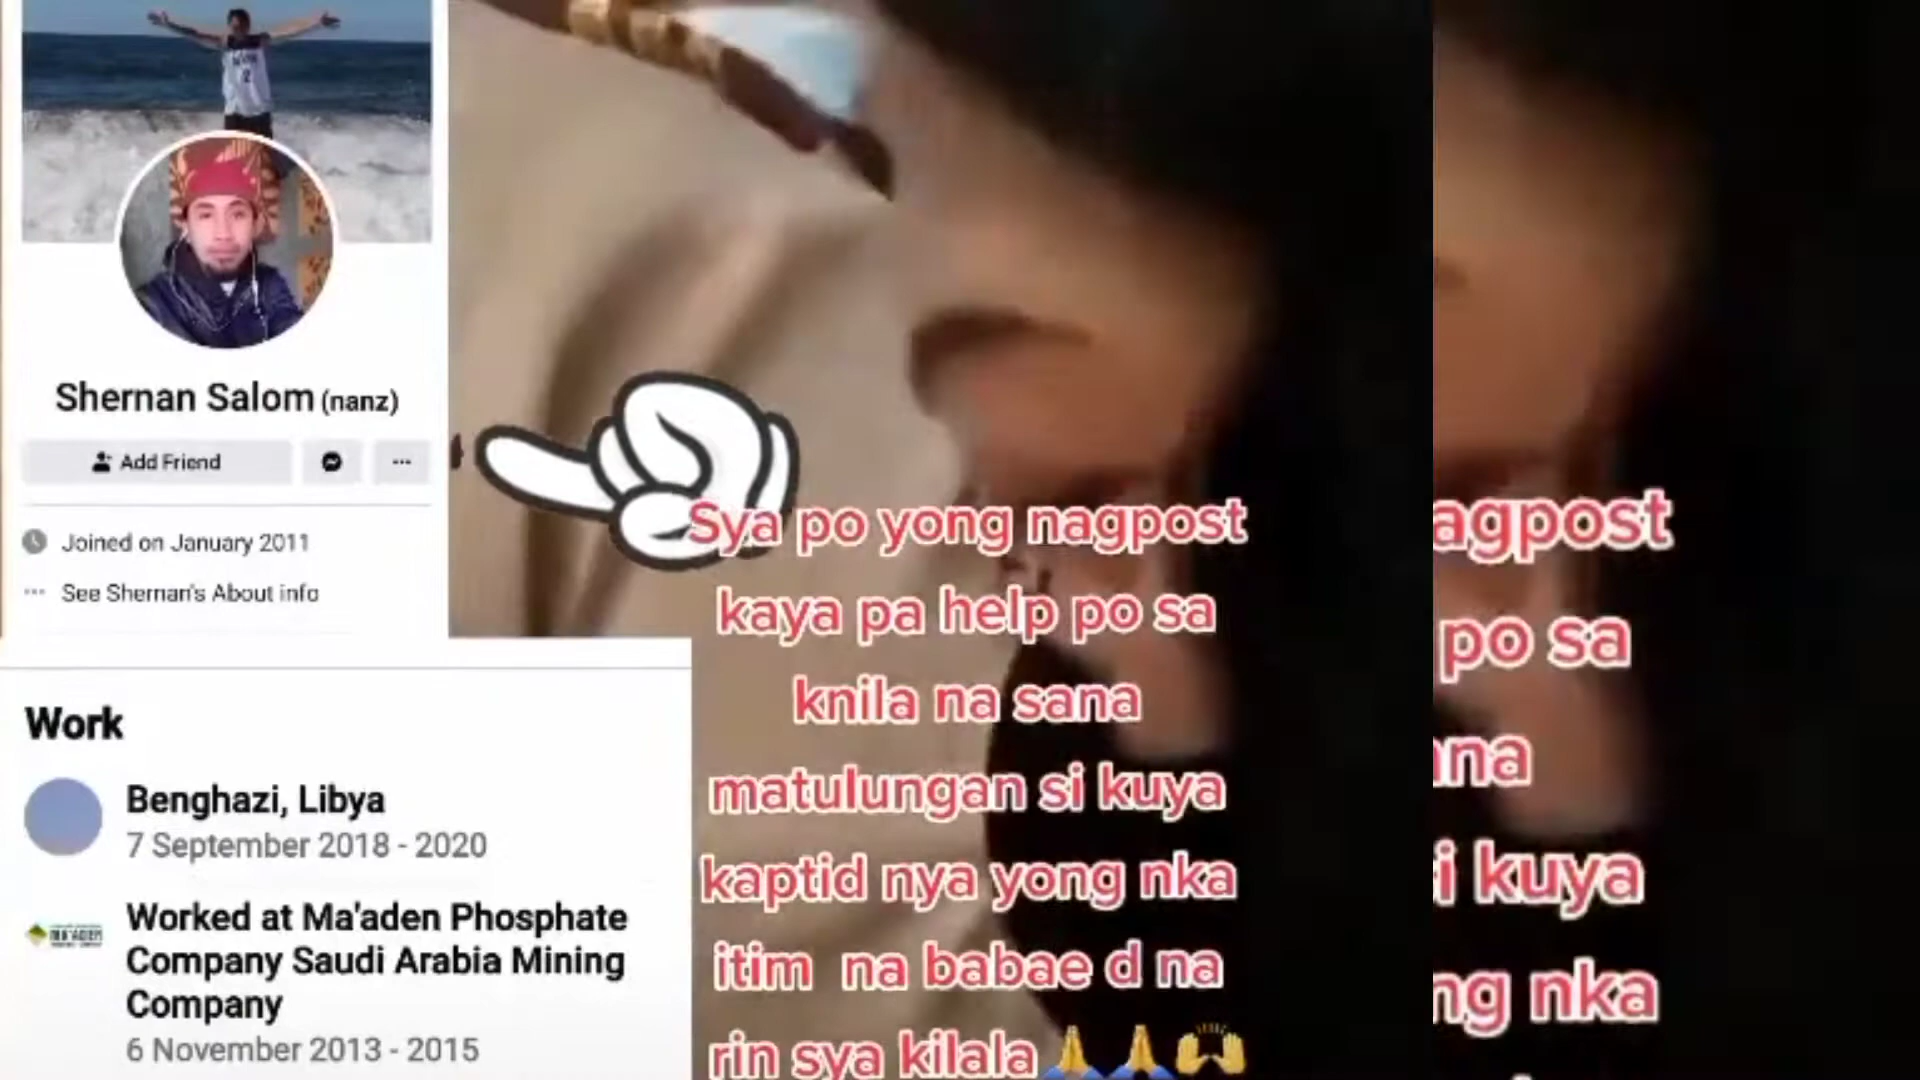 Shernan Salom (nanz)
Add Friend
Joined on January 2011
See Shernan's About info
Work
Benghazi, Libya
7 September 2018 - 2020
MA'ADEN
Worked at Ma'aden Phosphate
Company Saudi Arabia Mining
Company
6 November 2013 - 2015
Sya po yong nagpost
kaya pa help po sa
knila na sana
matulungan si kuya
kaptid nya yong nka
itim na babae d na
rin sya kilala🙏🙏🙌
agpost
po sa
ana
i kuya
ng nka